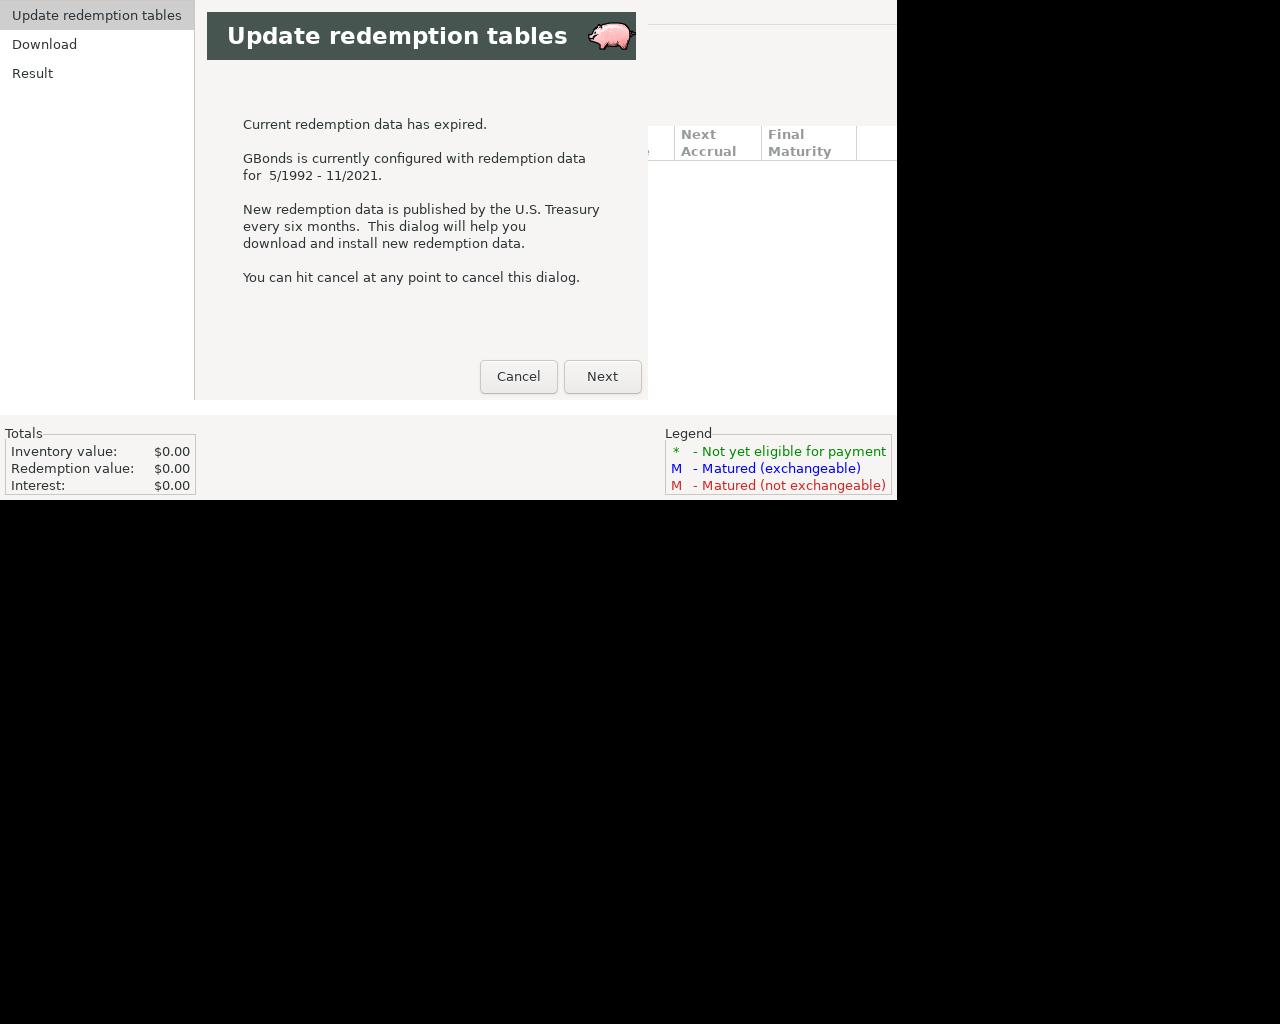 Update redemption tables
Download
Result
Update redemption tables
Current redemption data has expired.
GBonds is currently configured with redemption data
for  5/1992 - 11/2021.
New redemption data is published by the U.S. Treasury
every six months.  This dialog will help you
download and install new redemption data.
You can hit cancel at any point to cancel this dialog.
Cancel
Next
Next
Accrual
Final
Maturity
Totals
Inventory value: $0.00
Redemption value: $0.00
Interest: $0.00
Legend
* - Not yet eligible for payment
M - Matured (exchangeable)
M - Matured (not exchangeable)